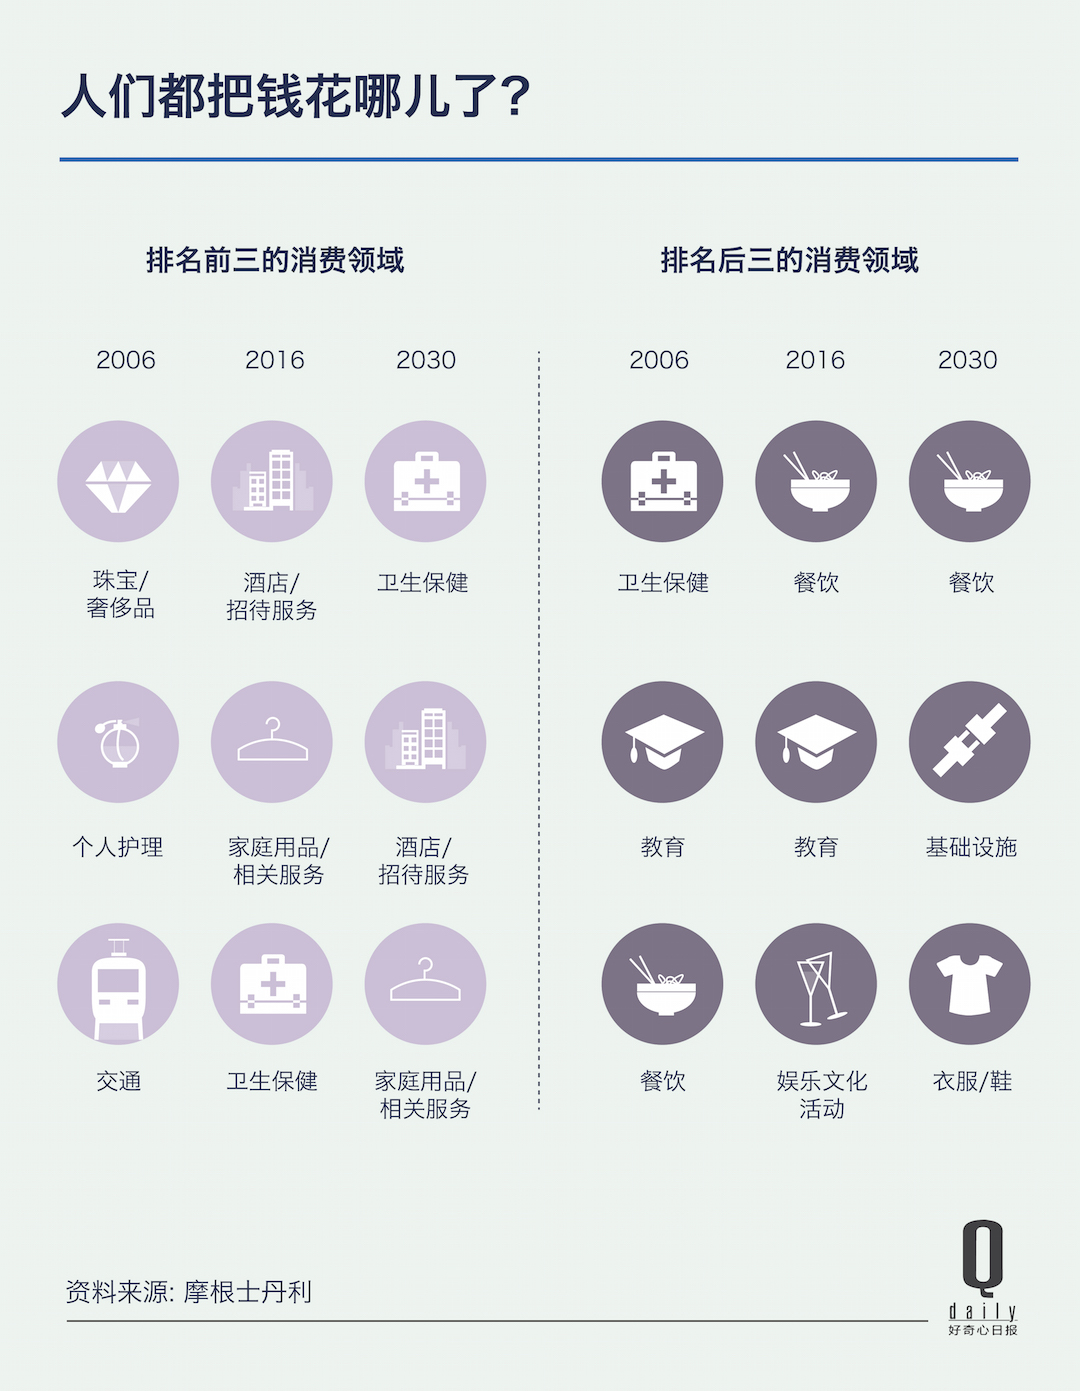 人们都把钱花哪儿了?
排名前三的消费领域
排名后三的消费领域
2006
2016
2030
2006
2016
2030
珠宝/
奢侈品
酒店/
招待服务
卫生保健
卫生保健
餐饮
餐饮
个人护理
家庭用品/
相关服务
酒店/
招待服务
教育
教育
基础设施
交通
卫生保健
家庭用品/
相关服务
餐饮
娱乐文化
活动
衣服/鞋
资料来源: 摩根士丹利
Q
daily
好奇心日报